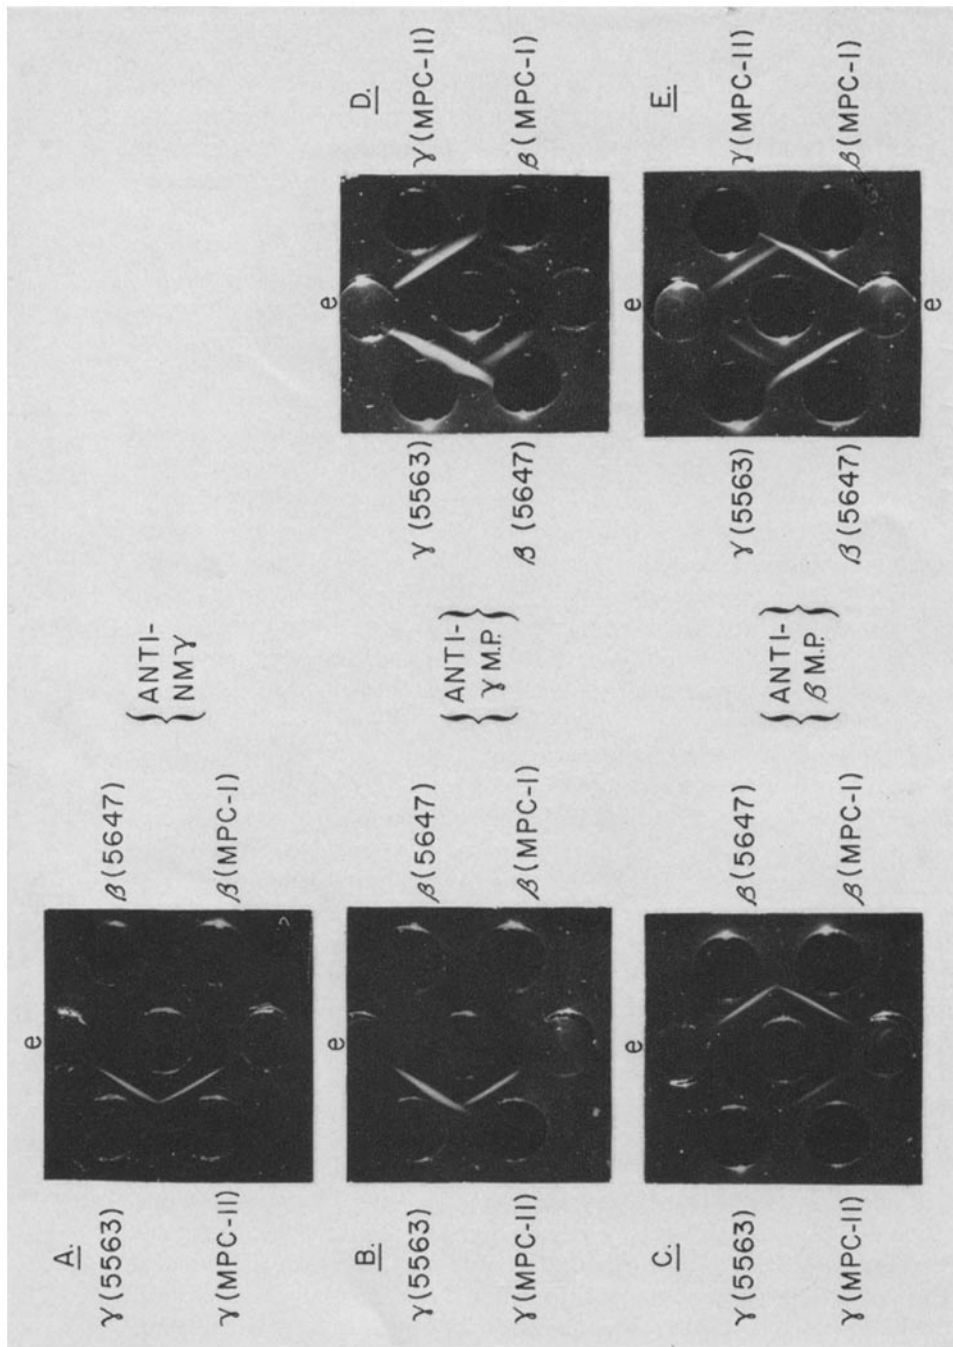 A.
e
γ(5563)
β(5647)
γ(MPC-II)
β(MPC-I)
{ANTI-
NMγ}
B.
e
γ(5563)
β(5647)
γ(MPC-II)
β(MPC-I)
{ANTI-
γ M.P.}
D.
e
γ(5563)
γ(MPC-II)
β(5647)
β(MPC-I)
C.
e
γ(5563)
β(5647)
γ(MPC-II)
β(MPC-I)
{ANTI-
β M.P.}
E.
e
γ(5563)
γ(MPC-II)
β(5647)
β(MPC-I)
e